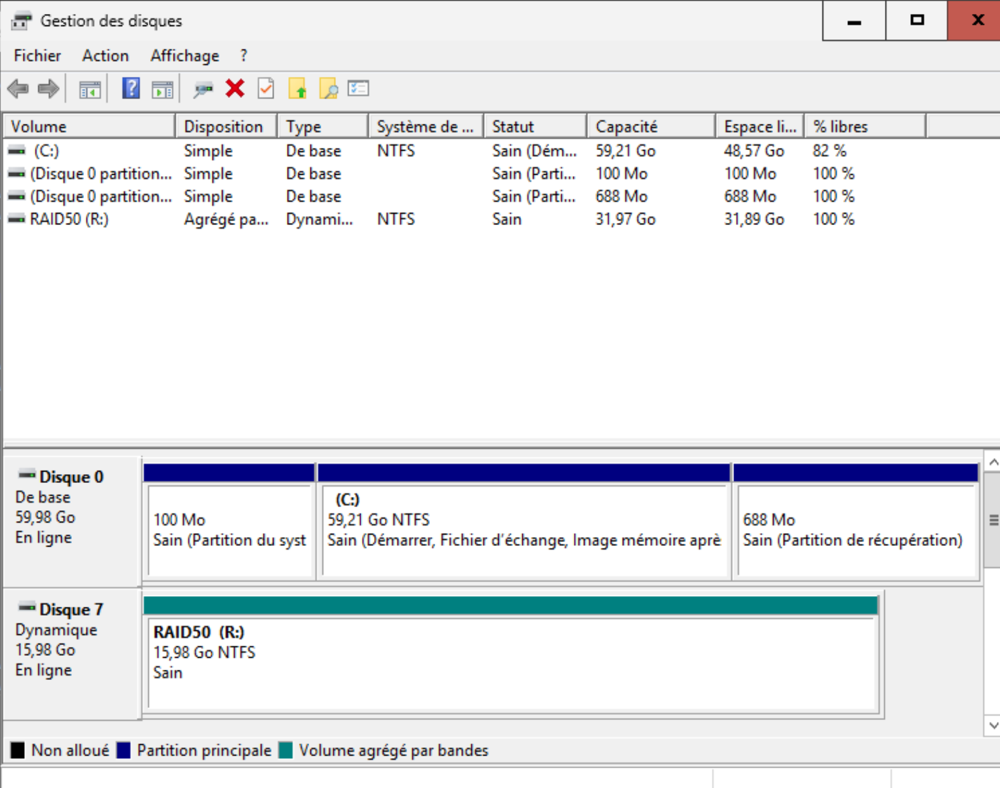 Gestion des disques
Fichier Action Affichage ?
Volume Disposition Type Système de ... Statut Capacité Espace li... % libres
(C:) Simple De base NTFS Sain (Dém... 59,21 Go 48,57 Go 82 %
(Disque 0 partition... Simple De base Sain (Parti... 100 Mo 100 Mo 100 %
(Disque 0 partition... Simple De base Sain (Parti... 688 Mo 688 Mo 100 %
RAID50 (R:) Agrégé pa... Dynami... NTFS Sain 31,97 Go 31,89 Go 100 %
Disque 0
De base
59,98 Go
En ligne
100 Mo
Sain (Partition du syst
(C:)
59,21 Go NTFS
Sain (Démarrer, Fichier d'échange, Image mémoire aprè
688 Mo
Sain (Partition de récupération)
Disque 7
Dynamique
15,98 Go
En ligne
RAID50 (R:)
15,98 Go NTFS
Sain
Non alloué Partition principale Volume agrégé par bandes